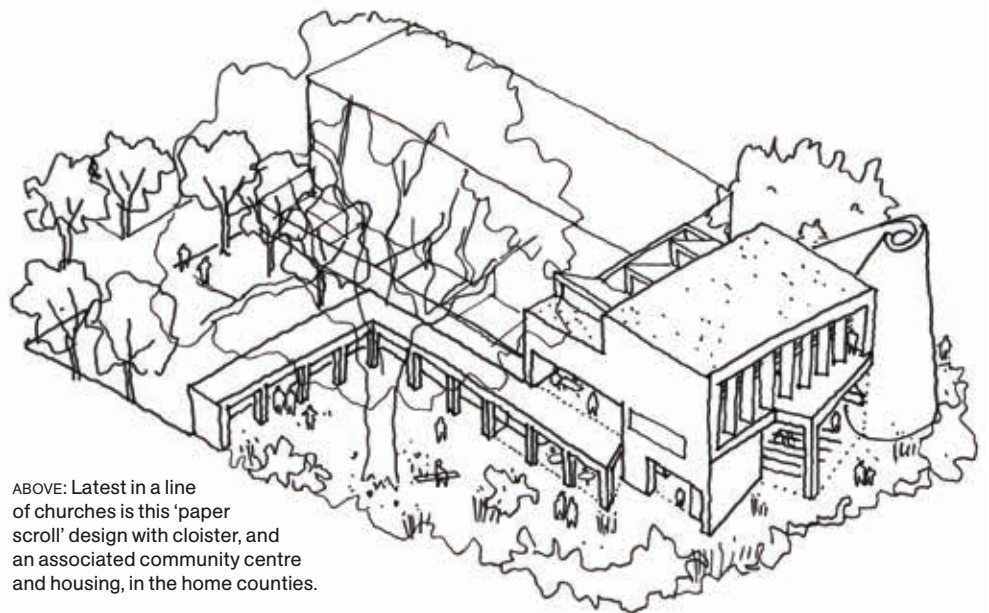 ABOVE: Latest in a line
of churches is this ‘paper
scroll’ design with cloister, and
an associated community centre
and housing, in the home counties.